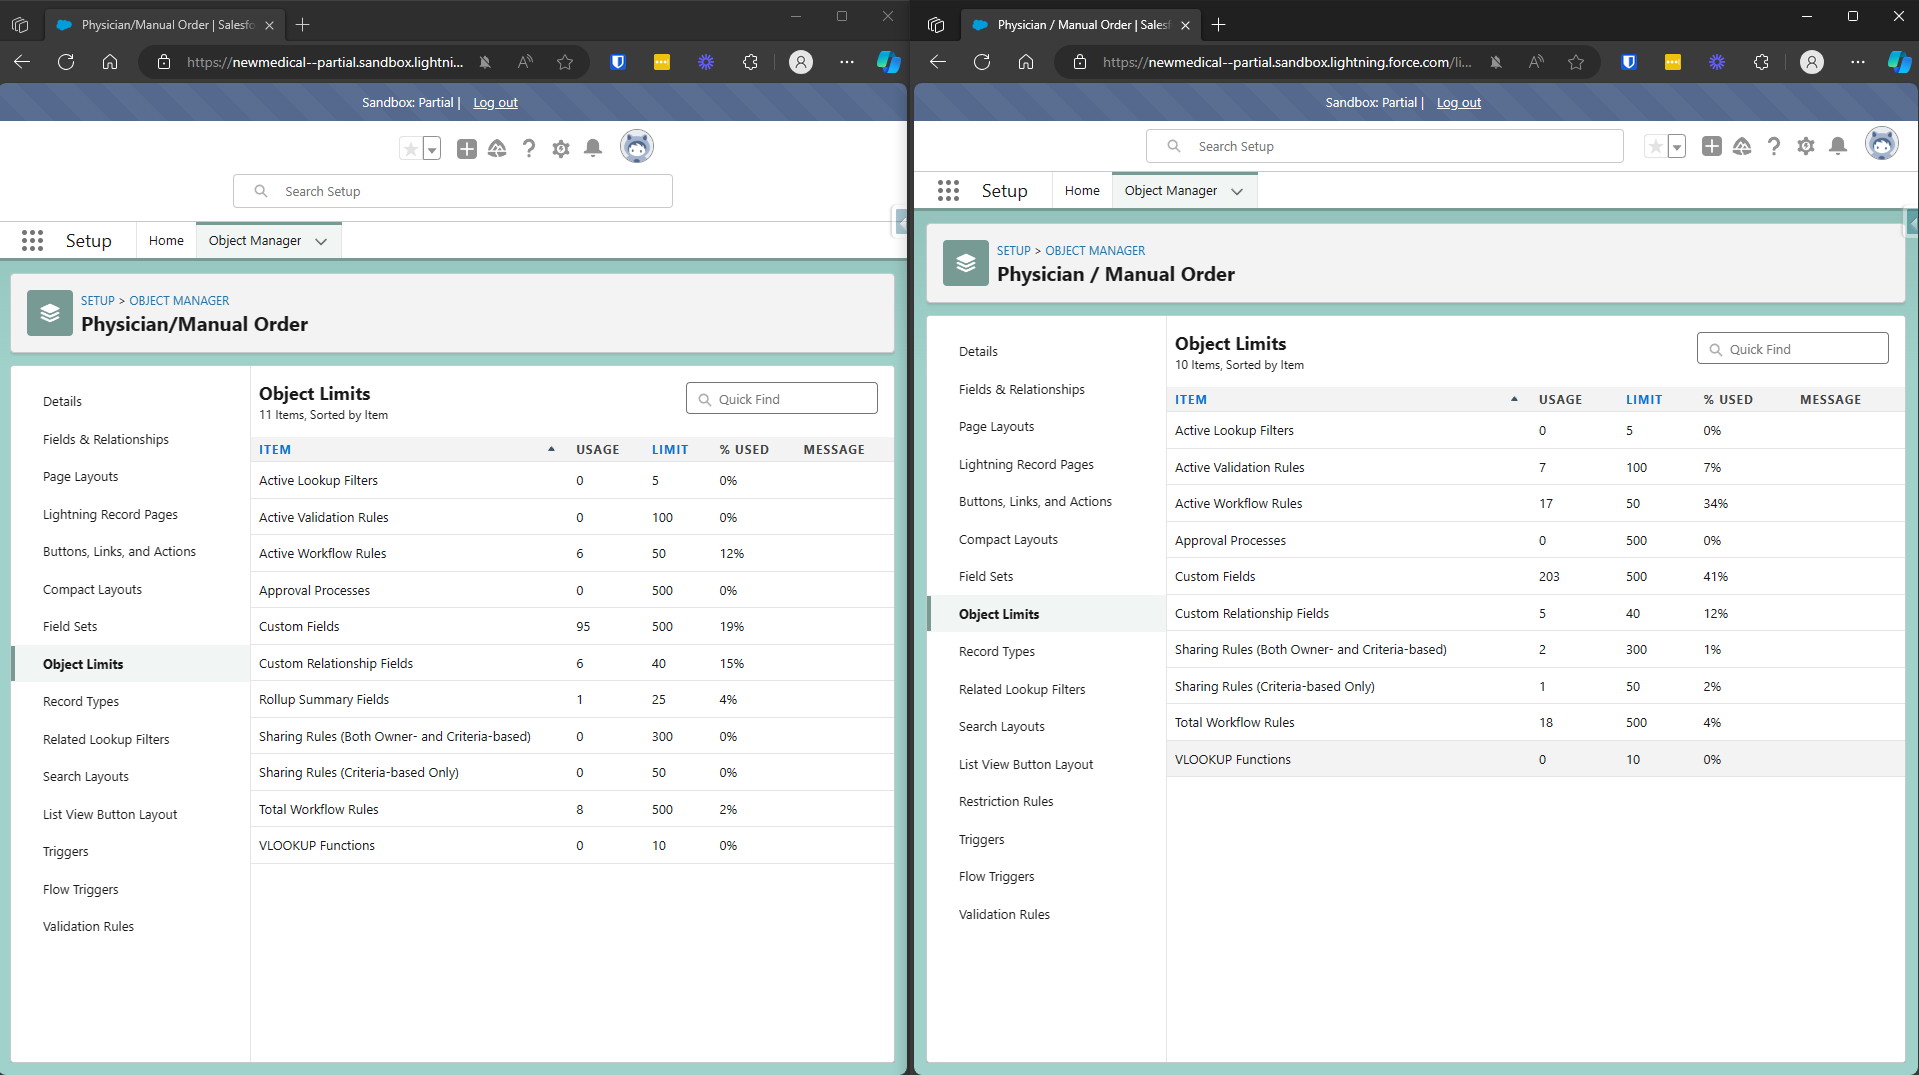 Physician/Manual Order | Salesfo
https://newmedical--partial.sandbox.lightni...
Sandbox: Partial | Log out
Search Setup
Setup
Home
Object Manager
SETUP > OBJECT MANAGER
Physician/Manual Order
Details
Fields & Relationships
Page Layouts
Lightning Record Pages
Buttons, Links, and Actions
Compact Layouts
Field Sets
Object Limits
Record Types
Related Lookup Filters
Search Layouts
List View Button Layout
Triggers
Flow Triggers
Validation Rules
Object Limits
11 Items, Sorted by Item
Quick Find
ITEM USAGE LIMIT % USED MESSAGE
Active Lookup Filters 0 5 0%
Active Validation Rules 0 100 0%
Active Workflow Rules 6 50 12%
Approval Processes 0 500 0%
Custom Fields 95 500 19%
Custom Relationship Fields 6 40 15%
Rollup Summary Fields 1 25 4%
Sharing Rules (Both Owner- and Criteria-based) 0 300 0%
Sharing Rules (Criteria-based Only) 0 50 0%
Total Workflow Rules 8 500 2%
VLOOKUP Functions 0 10 0%
Physician / Manual Order | Salesf
https://newmedical--partial.sandbox.lightning.force.com/li...
Sandbox: Partial | Log out
Search Setup
Setup
Home
Object Manager
SETUP > OBJECT MANAGER
Physician / Manual Order
Details
Fields & Relationships
Page Layouts
Lightning Record Pages
Buttons, Links, and Actions
Compact Layouts
Field Sets
Object Limits
Record Types
Related Lookup Filters
Search Layouts
List View Button Layout
Restriction Rules
Triggers
Flow Triggers
Validation Rules
Object Limits
10 Items, Sorted by Item
Quick Find
ITEM USAGE LIMIT % USED MESSAGE
Active Lookup Filters 0 5 0%
Active Validation Rules 7 100 7%
Active Workflow Rules 17 50 34%
Approval Processes 0 500 0%
Custom Fields 203 500 41%
Custom Relationship Fields 5 40 12%
Sharing Rules (Both Owner- and Criteria-based) 2 300 1%
Sharing Rules (Criteria-based Only) 1 50 2%
Total Workflow Rules 18 500 4%
VLOOKUP Functions 0 10 0%